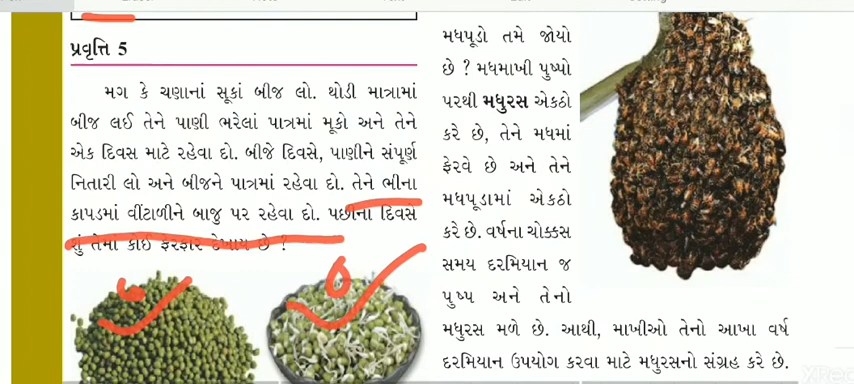 પ્રવૃત્તિ 5
મગ કે ચણાનાં સૂકાં બીજ લો. થોડી માત્રામાં
બીજ લઈ તેને પાણી ભરેલાં પાત્રમાં મૂકો અને તેને
એક દિવસ માટે રહેવા દો. બીજે દિવસે, પાણીને સંપૂર્ણ
નિતારી લો અને બીજને પાત્રમાં રહેવા દો. તેને ભીના
કાપડમાં વીંટાળીને બાજુ પર રહેવા દો. પછીના દિવસે
શું તેમાં કોઈ ફેરફાર દેખાય છે ?
મધપૂડો તમે જોયો
છે ? મધમાખી પુષ્પો
પરથી મધુરસ એકઠો
કરે છે, તેને મધમાં
ફેરવે છે અને તેને
મધપૂડામાં એકઠો
કરે છે. વર્ષના ચોક્કસ
સમય દરમિયાન જ
પુષ્પ અને તેનો
મધુરસ મળે છે. આથી, માખીઓ તેનો આખા વર્ષ
દરમિયાન ઉપયોગ કરવા માટે મધુરસનો સંગ્રહ કરે છે.